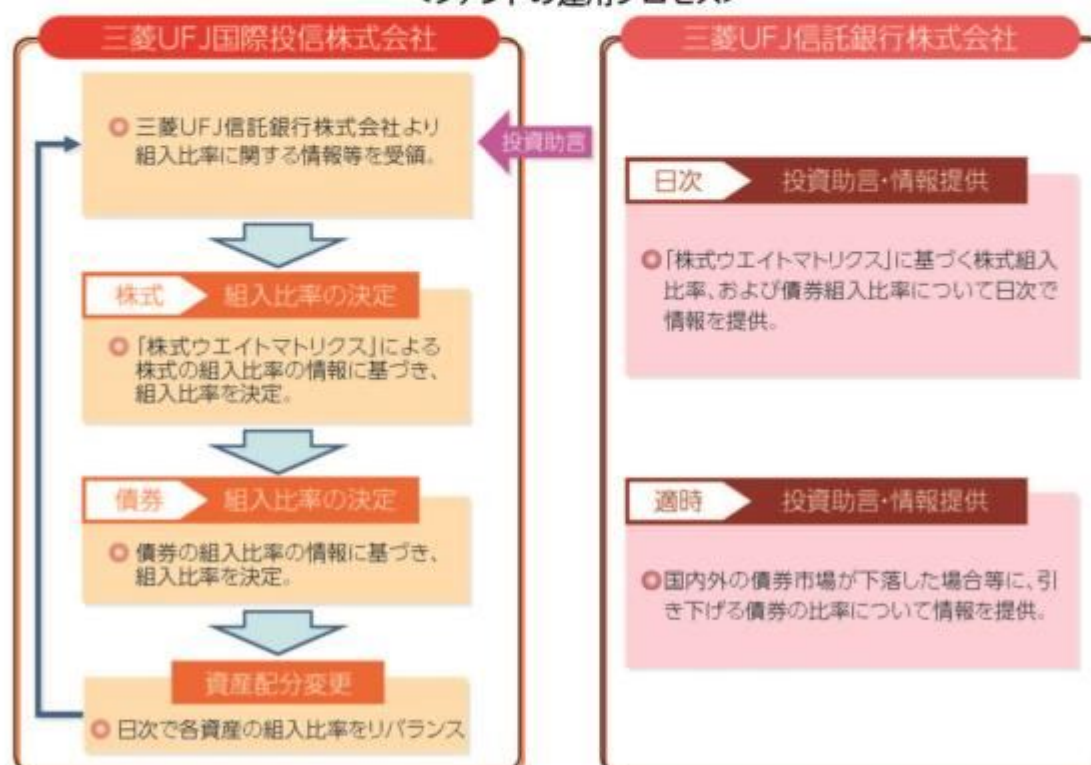 <ファンドの運用プロセス>
三菱UFJ国際投信株式会社
◎ 三菱UFJ信託銀行株式会社より
組入比率に関する情報等を受領。
株式 組入比率の決定
◎ 「株式ウエイトマトリクス」による
株式の組入比率の情報に基づき、
組入比率を決定。
債券 組入比率の決定
◎ 債券の組入比率の情報に基づき、
組入比率を決定。
資産配分変更
◎ 日次で各資産の組入比率をリバランス
投資助言
三菱UFJ信託銀行株式会社
日次 投資助言・情報提供
◎「株式ウエイトマトリクス」に基づく株式組入
比率、および債券組入比率について日次で
情報を提供。
適時 投資助言・情報提供
◎国内外の債券市場が下落した場合等に、引
き下げる債券の比率について情報を提供。